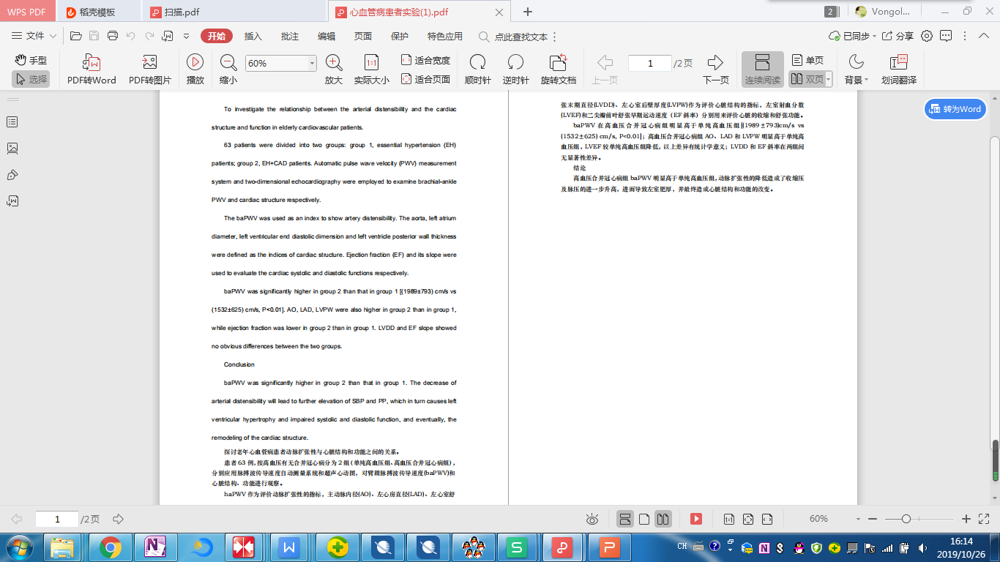 WPS PDF
稻壳模板
扫描.pdf
心血管病患者实验(1).pdf
2
Vongol...
文件
开始
插入
批注
编辑
页面
保护
特色应用
点此查找文本
已同步
分享
手型
选择
PDF转Word
PDF转图片
播放
缩小
60%
放大
1:1
实际大小
适合宽度
适合页面
顺时针
逆时针
旋转文档
上一页
1
/2页
下一页
连续阅读
单页
双页
背景
划词翻译
转为Word
To investigate the relationship between the arterial distensibility and the cardiac
structure and function in elderly cardiovascular patients.
63 patients were divided into two groups: group 1, essential hypertension (EH)
patients; group 2, EH+CAD patients. Automatic pulse wave velocity (PWV) measurement
system and two-dimensional echocardiography were employed to examine brachial-ankle
PWV and cardiac structure respectively.
The baPWV was used as an index to show artery distensibility. The aorta, left atrium
diameter, left ventricular end diastolic dimension and left ventricle posterior wall thickness
were defined as the indices of cardiac structure. Ejection fraction (EF) and its slope were
used to evaluate the cardiac systolic and diastolic functions respectively.
baPWV was significantly higher in group 2 than that in group 1 [(1989±793) cm/s vs
(1532±625) cm/s, P<0.01]. AO, LAD, LVPW were also higher in group 2 than in group 1,
while ejection fraction was lower in group 2 than in group 1. LVDD and EF slope showed
no obvious differences between the two groups.
Conclusion
baPWV was significantly higher in group 2 than that in group 1. The decrease of
arterial distensibility will lead to further elevation of SBP and PP, which in turn causes left
ventricular hypertrophy and impaired systolic and diastolic function, and eventually, the
remodeling of the cardiac structure.
探讨老年心血管病患者动脉扩张性与心脏结构和功能之间的关系。
患者 63 例,按高血压有无合并冠心病分为 2 组(单纯高血压组、高血压合并冠心病组),
分别应用脉搏波传导速度自动测量系统和超声心动图，对臂踝脉搏波传导速度(baPWV)和
心脏结构、功能进行观察。
baPWV 作为评价动脉扩张性的指标，主动脉内径(AO)、左心房直径(LAD)、左心室舒
张末期直径(LVDD)、左心室后壁厚度(LVPW)作为评价心脏结构的指标，左室射血分数
(LVEF)和二尖瓣前叶舒张早期运动速度（EF 斜率）分别用来评价心脏的收缩和舒张功能。
baPWV 在高血压合并冠心病组明显高于单纯高血压组[(1989 ±793)cm/s vs
(1532±625) cm/s, P<0.01]；高血压合并冠心病组 AO、LAD 和 LVPW 明显高于单纯高
血压组，LVEF 较单纯高血压组降低，以上差异有统计学意义；LVDD 和 EF 斜率在两组间
无显著性差异。
结论
高血压合并冠心病组 baPWV 明显高于单纯高血压组,动脉扩张性的降低造成了收缩压
及脉压的进一步升高，进而导致左室肥厚，并最终造成心脏结构和功能的改变。
1
/2页
1:1
60%
CH
16:14
2019/10/26